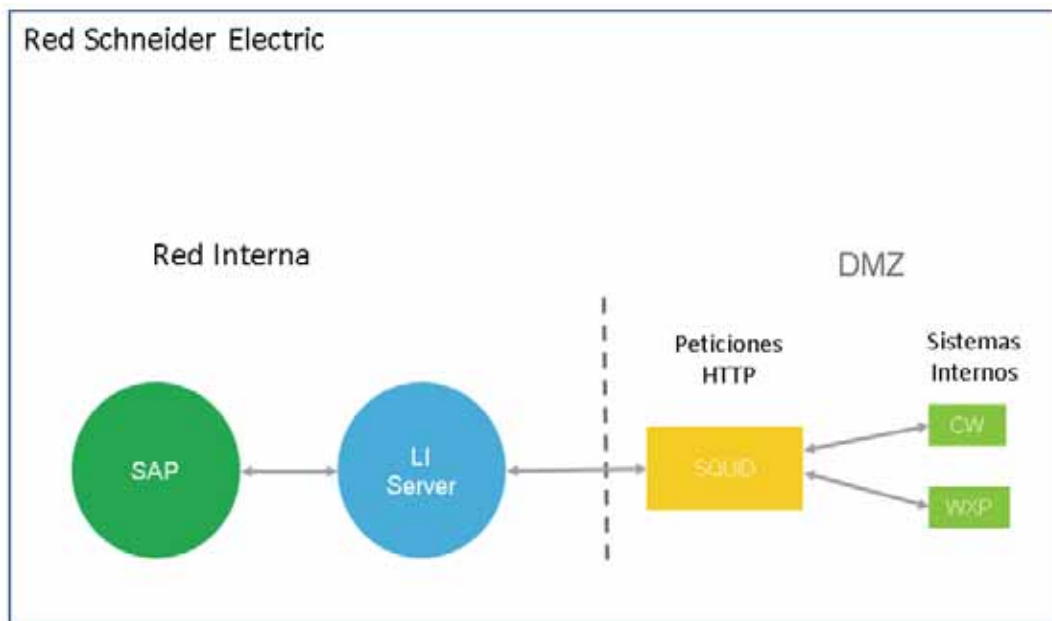 Red Schneider Electric
Red Interna
DMZ
Peticiones
HTTP
Sistemas
Internos
SAP
LI
Server
SQUID
CW
WXP